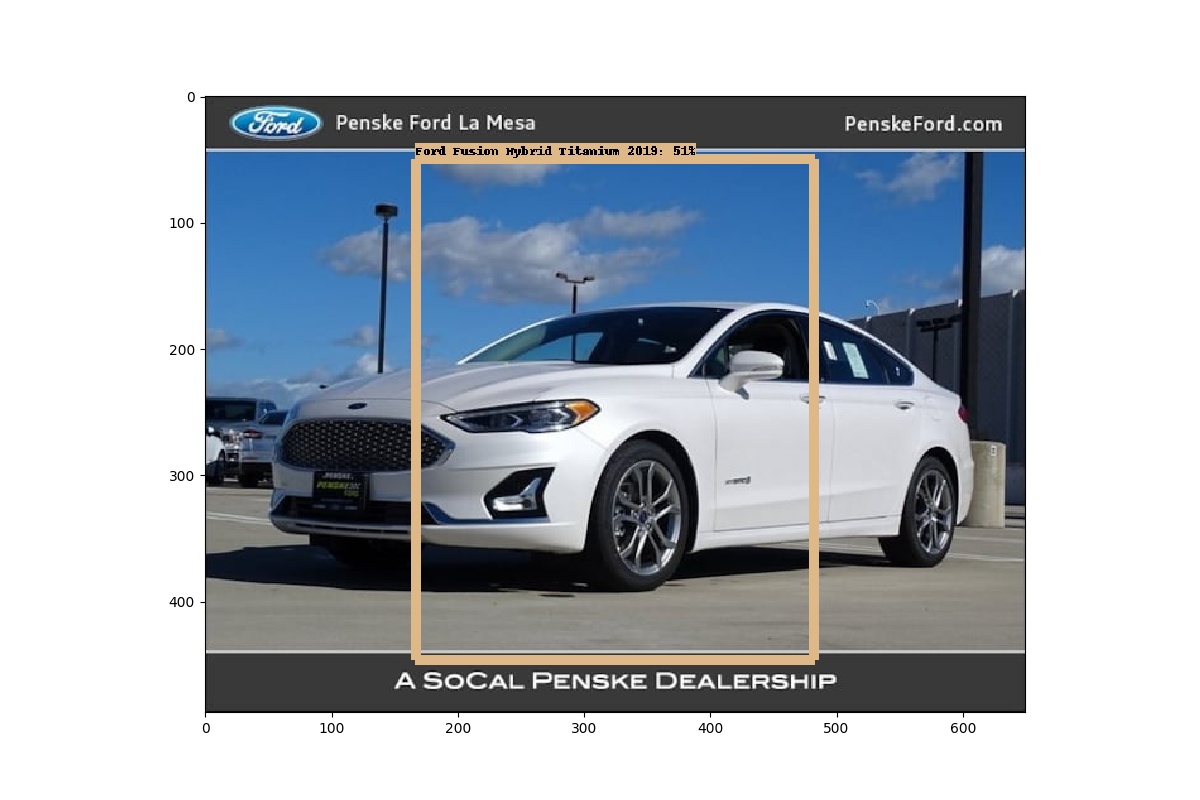 Ford
Penske Ford La Mesa
PenskeFord.com
Ford Fusion Hybrid Titanium 2019: 51%
0
100
200
300
400
PENSKE
A SOCAL PENSKE DEALERSHIP
0
100
200
300
400
500
600